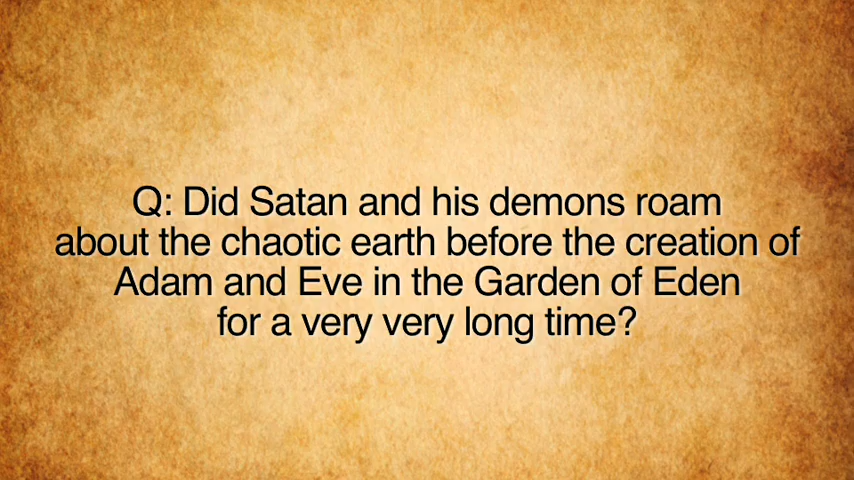 Q: Did Satan and his demons roam
about the chaotic earth before the creation of
Adam and Eve in the Garden of Eden
for a very very long time?